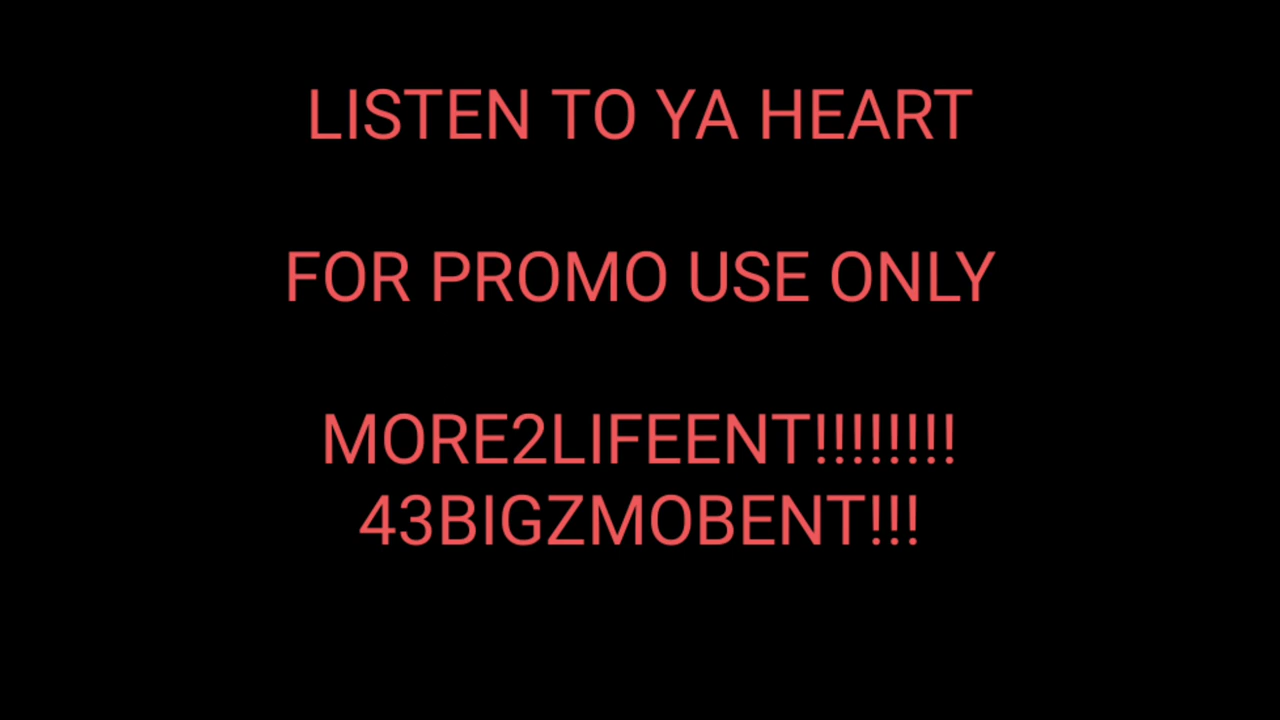 LISTEN TO YA HEART
FOR PROMO USE ONLY
MORE2LIFEENT!!!!!!!!
43BIGZMOBENT!!!